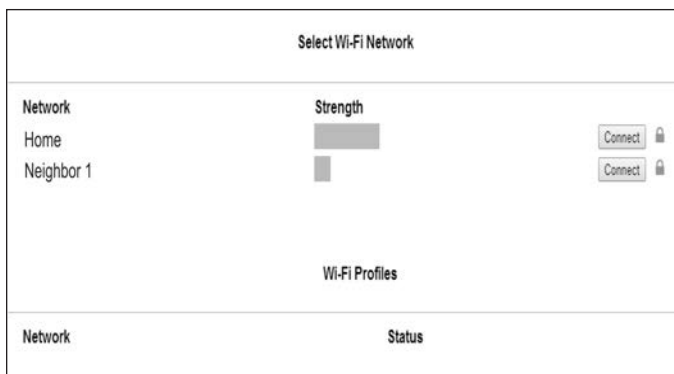 Select Wi-Fi Network
Network Strength
Home Connect
Neighbor 1 Connect
Wi-Fi Profiles
Network Status